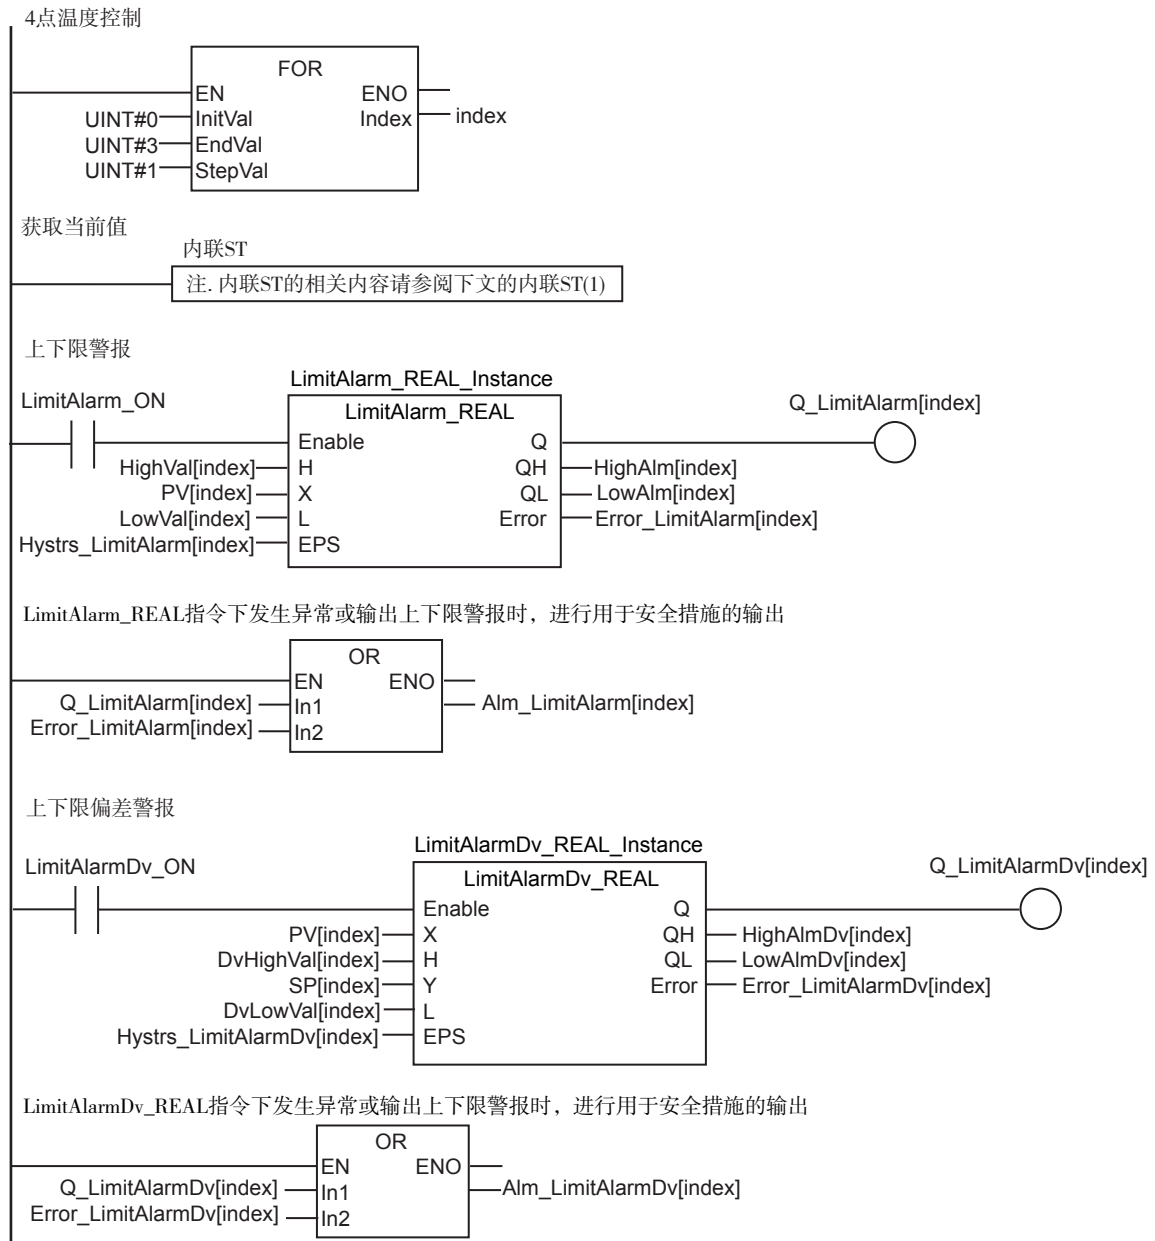 4点温度控制
FOR
EN ENO
UINT#0 InitVal Index index
UINT#3 EndVal
UINT#1 StepVal
获取当前值
内联ST
注. 内联ST的相关内容请参阅下文的内联ST(1)
上下限警报
LimitAlarm_REAL_Instance
LimitAlarm_ON LimitAlarm_REAL Q_LimitAlarm[index]
Enable Q
HighVal[index] H QH HighAlm[index]
PV[index] X QL LowAlm[index]
LowVal[index] L Error Error_LimitAlarm[index]
Hystrs_LimitAlarm[index] EPS
LimitAlarm_REAL指令下发生异常或输出上下限警报时，进行用于安全措施的输出
OR
EN ENO
Q_LimitAlarm[index] In1 Alm_LimitAlarm[index]
Error_LimitAlarm[index] In2
上下限偏差警报
LimitAlarmDv_REAL_Instance
LimitAlarmDv_ON LimitAlarmDv_REAL Q_LimitAlarmDv[index]
Enable Q
PV[index] X QH HighAlmDv[index]
DvHighVal[index] H QL LowAlmDv[index]
SP[index] Y Error Error_LimitAlarmDv[index]
DvLowVal[index] L
Hystrs_LimitAlarmDv[index] EPS
LimitAlarmDv_REAL指令下发生异常或输出上下限警报时，进行用于安全措施的输出
OR
EN ENO
Q_LimitAlarmDv[index] In1 Alm_LimitAlarmDv[index]
Error_LimitAlarmDv[index] In2